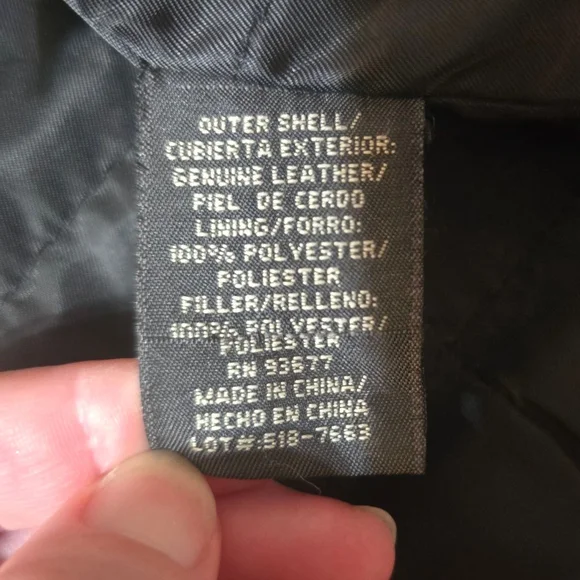 OUTER SHELL/
CUBIERTA EXTERIOR:
GENUINE LEATHER/
PIEL DE CERDO
LINING/FORRO:
100% POLYESTER/
POLIESTER
FILLER/RELLENO:
100% POLYESTER/
POLIESTER
RN 93677
MADE IN CHINA/
HECHO EN CHINA
LOT#:518-7663